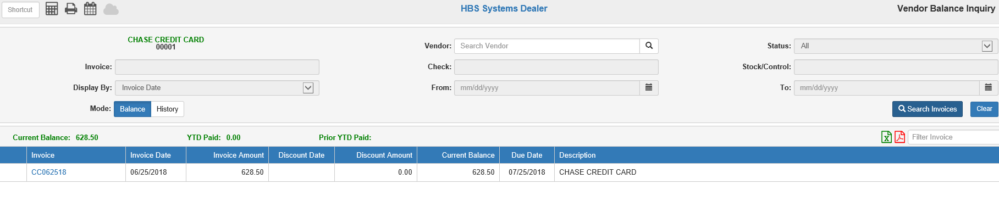 Shortcut HBS Systems Dealer Vendor Balance Inquiry
CHASE CREDIT CARD
00001
Vendor: Search Vendor Status: All
Invoice: Check: Stock/Control:
Display By: Invoice Date From: mm/dd/yyyy To: mm/dd/yyyy
Mode: Balance History Search Invoices Clear
Current Balance: 628.50 YTD Paid: 0.00 Prior YTD Paid: Filter Invoice
Invoice Invoice Date Invoice Amount Discount Date Discount Amount Current Balance Due Date Description
CC062518 06/25/2018 628.50 0.00 628.50 07/25/2018 CHASE CREDIT CARD